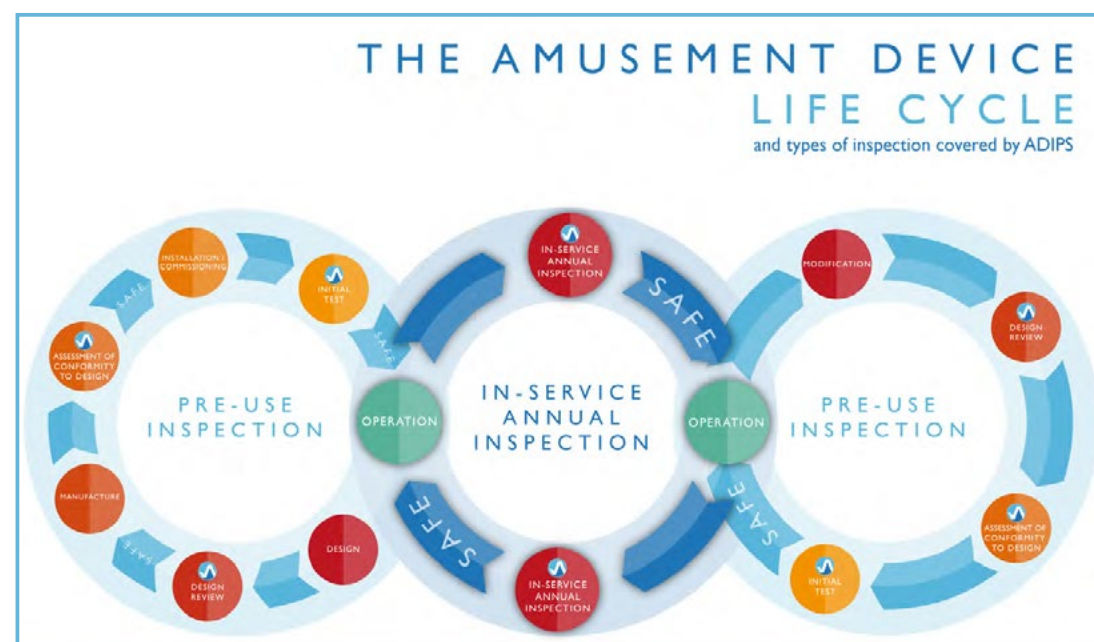 THE AMUSEMENT DEVICE
LIFE CYCLE
and types of inspection covered by ADIPS
INSTALLATION /
COMMISSIONING
INITIAL
TEST
SAFE
SAFE
ASSESSMENT OF
CONFORMITY
TO DESIGN
PRE-USE
INSPECTION
MANUFACTURE
SAFE
DESIGN
REVIEW
DESIGN
OPERATION
IN-SERVICE
ANNUAL
INSPECTION
SAFE
IN-SERVICE
ANNUAL
INSPECTION
SAFE
IN-SERVICE
ANNUAL
INSPECTION
OPERATION
MODIFICATION
DESIGN
REVIEW
PRE-USE
INSPECTION
SAFE
INITIAL
TEST
ASSESSMENT OF
CONFORMITY
TO DESIGN